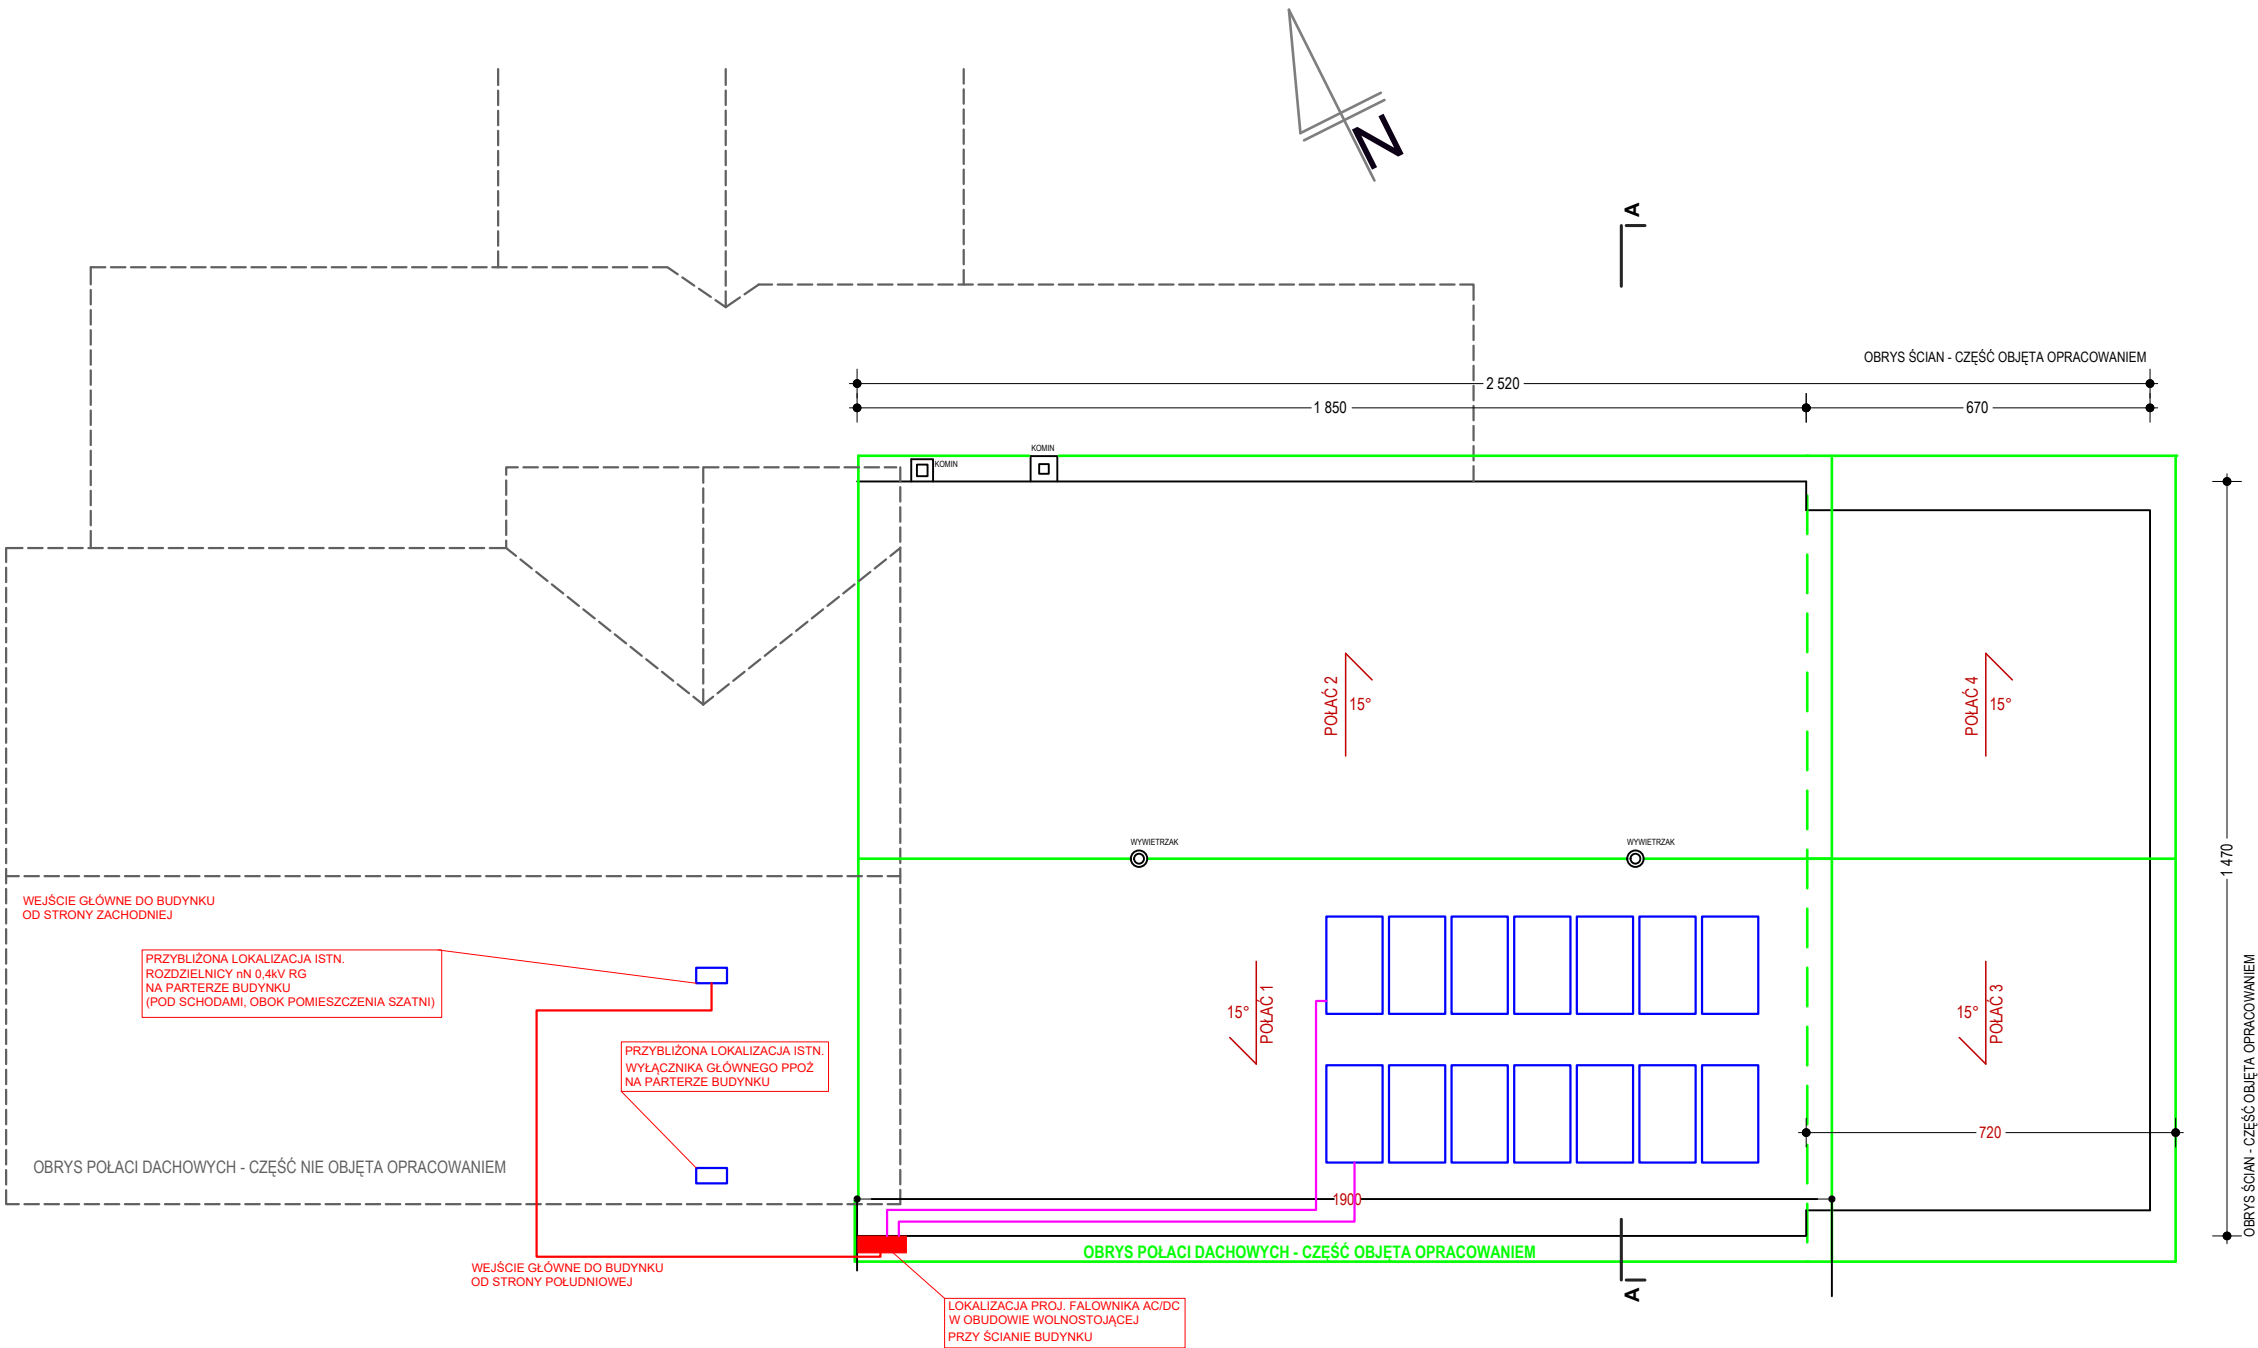 N
A
OBRYS ŚCIAN - CZĘŚĆ OBJĘTA OPRACOWANIEM
2 520
1 850
670
KOMIN
KOMIN
POŁAĆ 2
15°
POŁAĆ 4
15°
WYWIETRZAK
WYWIETRZAK
1 470
WEJŚCIE GŁÓWNE DO BUDYNKU
OD STRONY ZACHODNIEJ
PRZYBLIŻONA LOKALIZACJA ISTN.
ROZDZIELNICY nN 0,4kV RG
NA PARTERZE BUDYNKU
(POD SCHODAMI, OBOK POMIESZCZENIA SZATNI)
15°
POŁAĆ 1
15°
POŁAĆ 3
OBRYS ŚCIAN - CZĘŚĆ OBJĘTA OPRACOWANIEM
PRZYBLIŻONA LOKALIZACJA ISTN.
WYŁĄCZNIKA GŁÓWNEGO PPOŻ
NA PARTERZE BUDYNKU
720
OBRYS POŁACI DACHOWYCH - CZĘŚĆ NIE OBJĘTA OPRACOWANIEM
1900
OBRYS POŁACI DACHOWYCH - CZĘŚĆ OBJĘTA OPRACOWANIEM
WEJŚCIE GŁÓWNE DO BUDYNKU
OD STRONY POŁUDNIOWEJ
A
LOKALIZACJA PROJ. FALOWNIKA AC/DC
W OBUDOWIE WOLNOSTOJĄCEJ
PRZY ŚCIANIE BUDYNKU